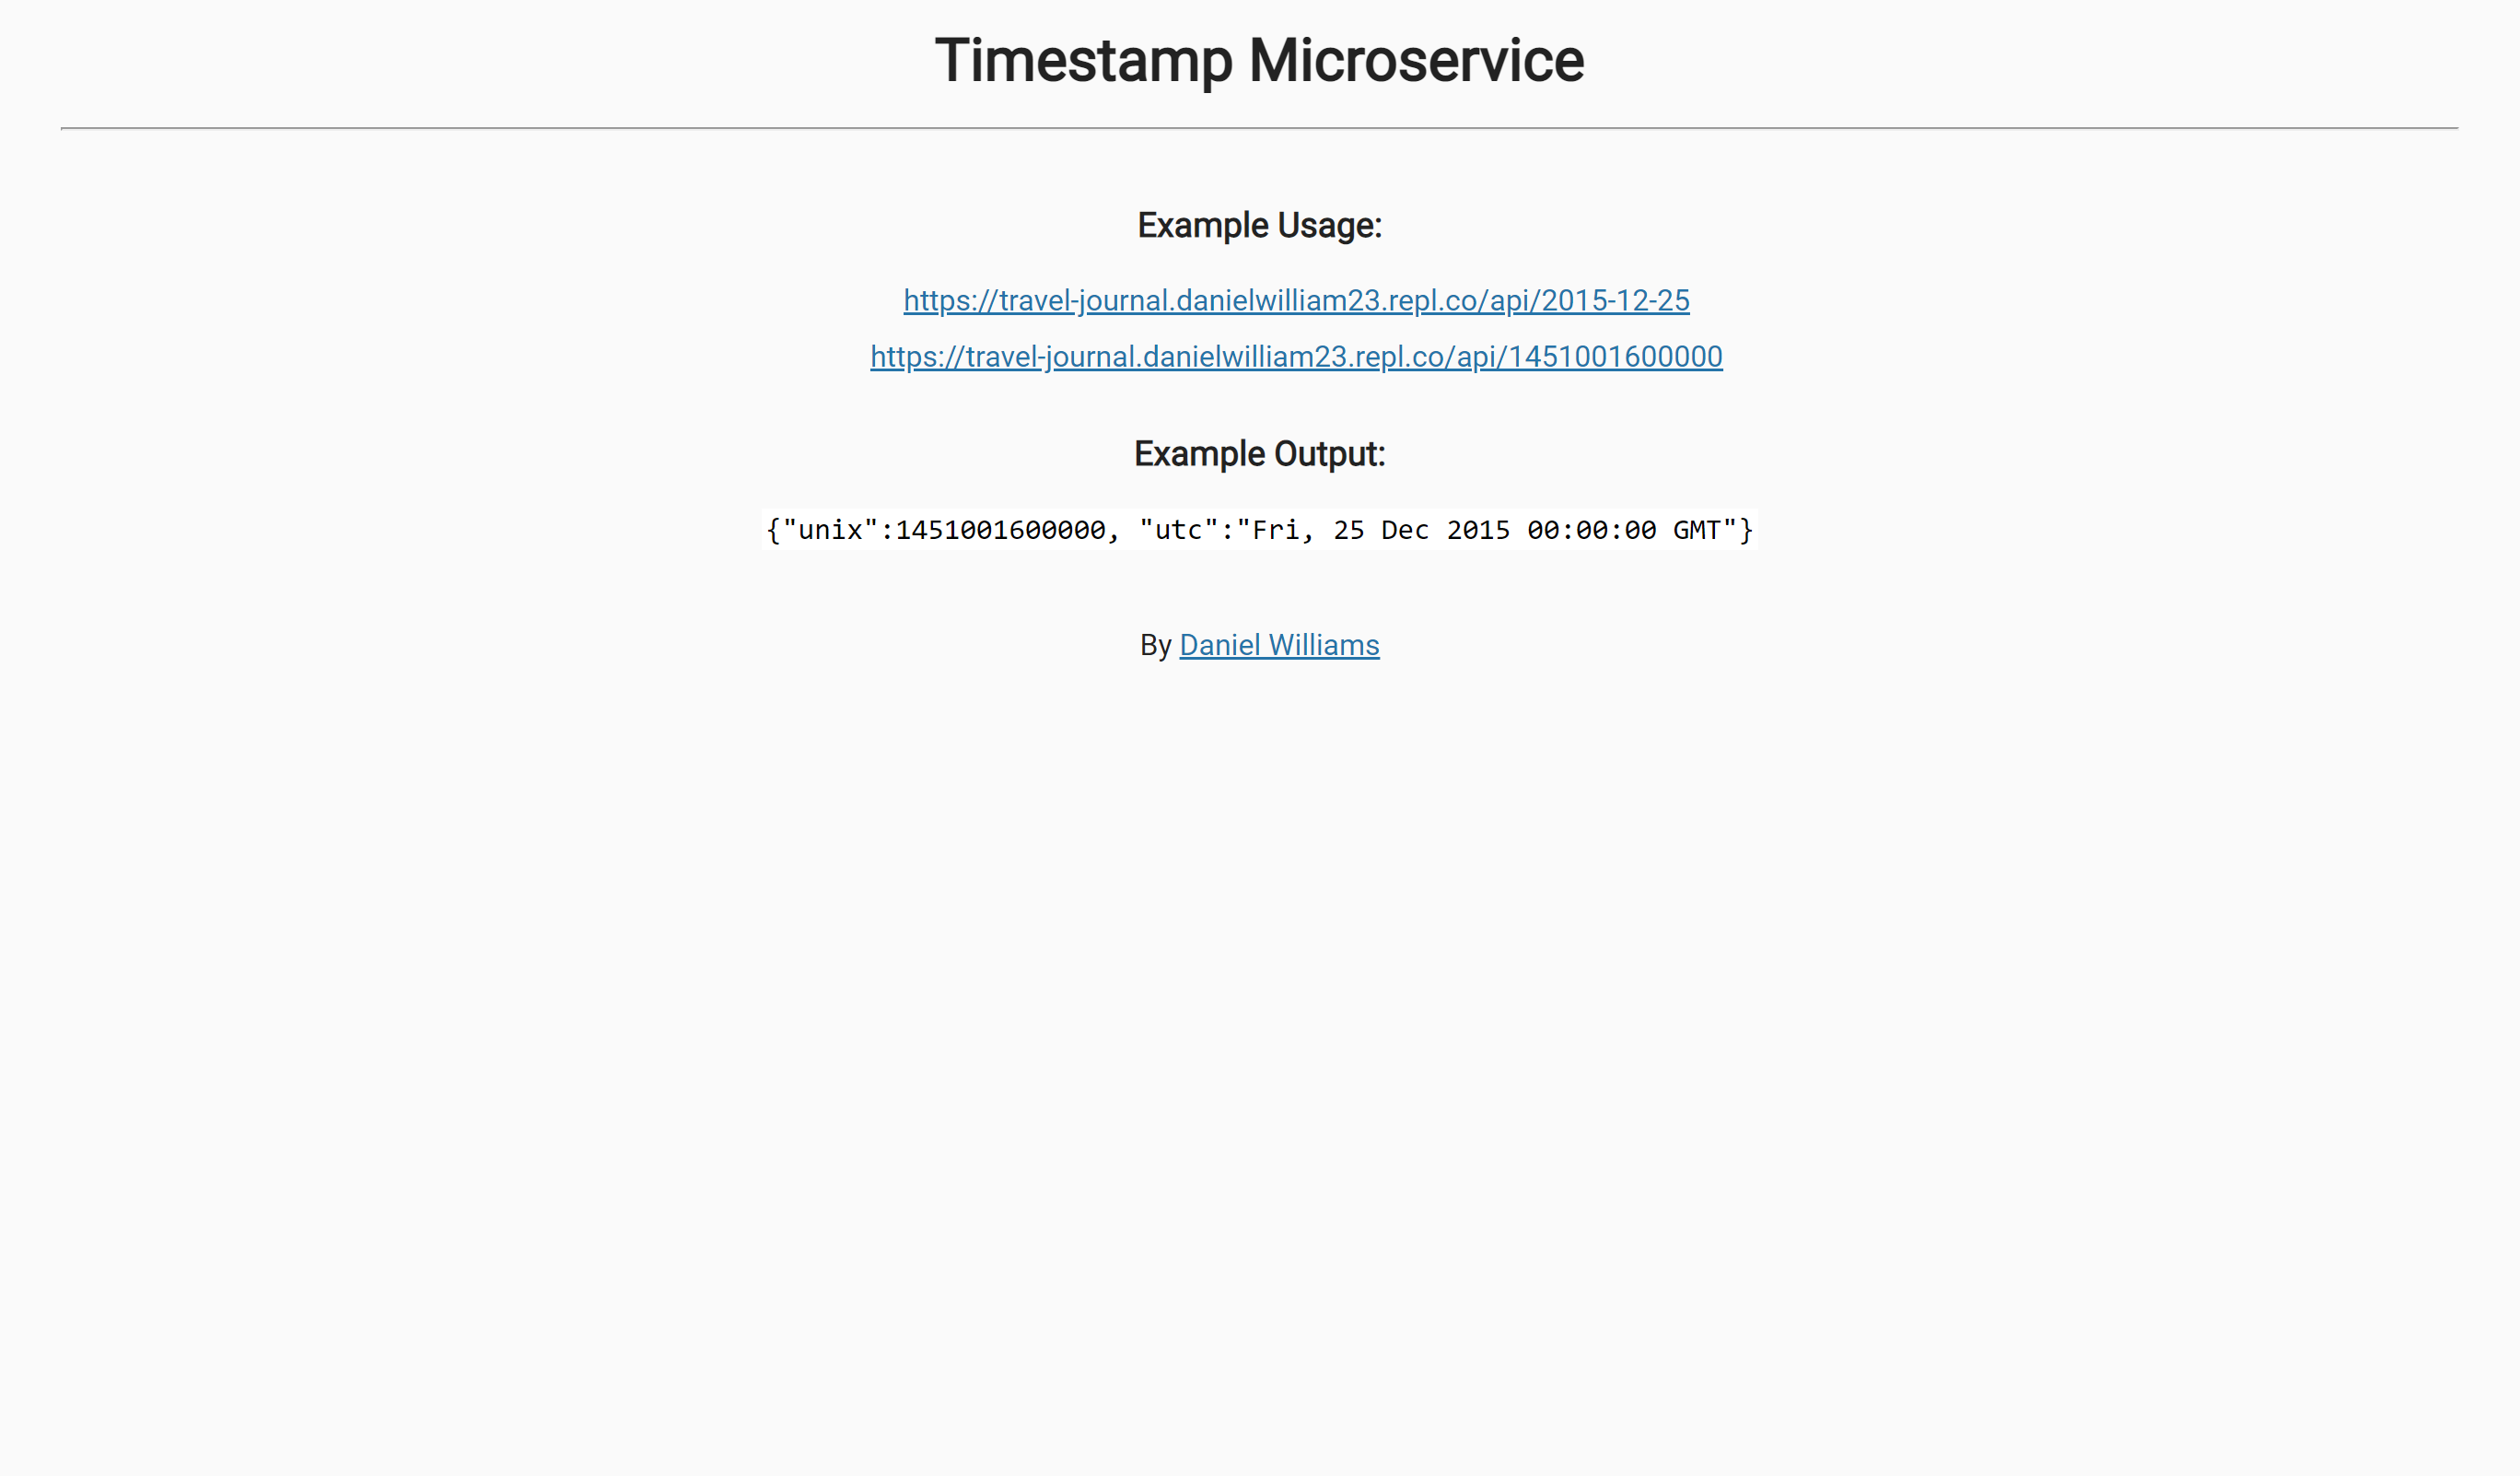 Timestamp Microservice
Example Usage:
https://travel-journal.danielwilliam23.repl.co/api/2015-12-25
https://travel-journal.danielwilliam23.repl.co/api/1451001600000
Example Output:
{"unix":1451001600000, "utc":"Fri, 25 Dec 2015 00:00:00 GMT"}
By Daniel Williams